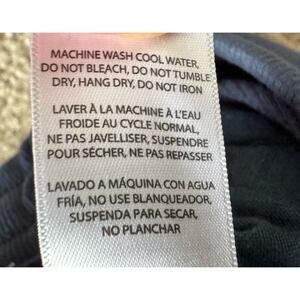 MACHINE WASH COOL WATER,
DO NOT BLEACH, DO NOT TUMBLE
DRY, HANG DRY, DO NOT IRON
LAVER À LA MACHINE À L'EAU
FROIDE AU CYCLE NORMAL,
NE PAS JAVELLISER, SUSPENDRE
POUR SÉCHER, NE PAS REPASSER
LAVADO A MÁQUINA CON AGUA
FRÍA, NO USE BLANQUEADOR,
SUSPENDA PARA SECAR,
NO PLANCHAR